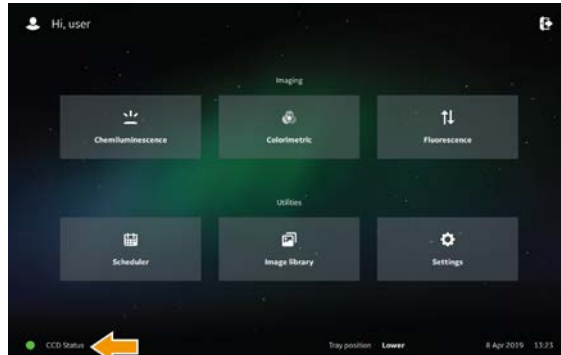 Hi, user
Imaging
Chemiluminescence
Colorimetric
Fluorescence
Utilities
Scheduler
Image library
Settings
CCD Status
Tray position Lower
8 Apr 2019 13:23